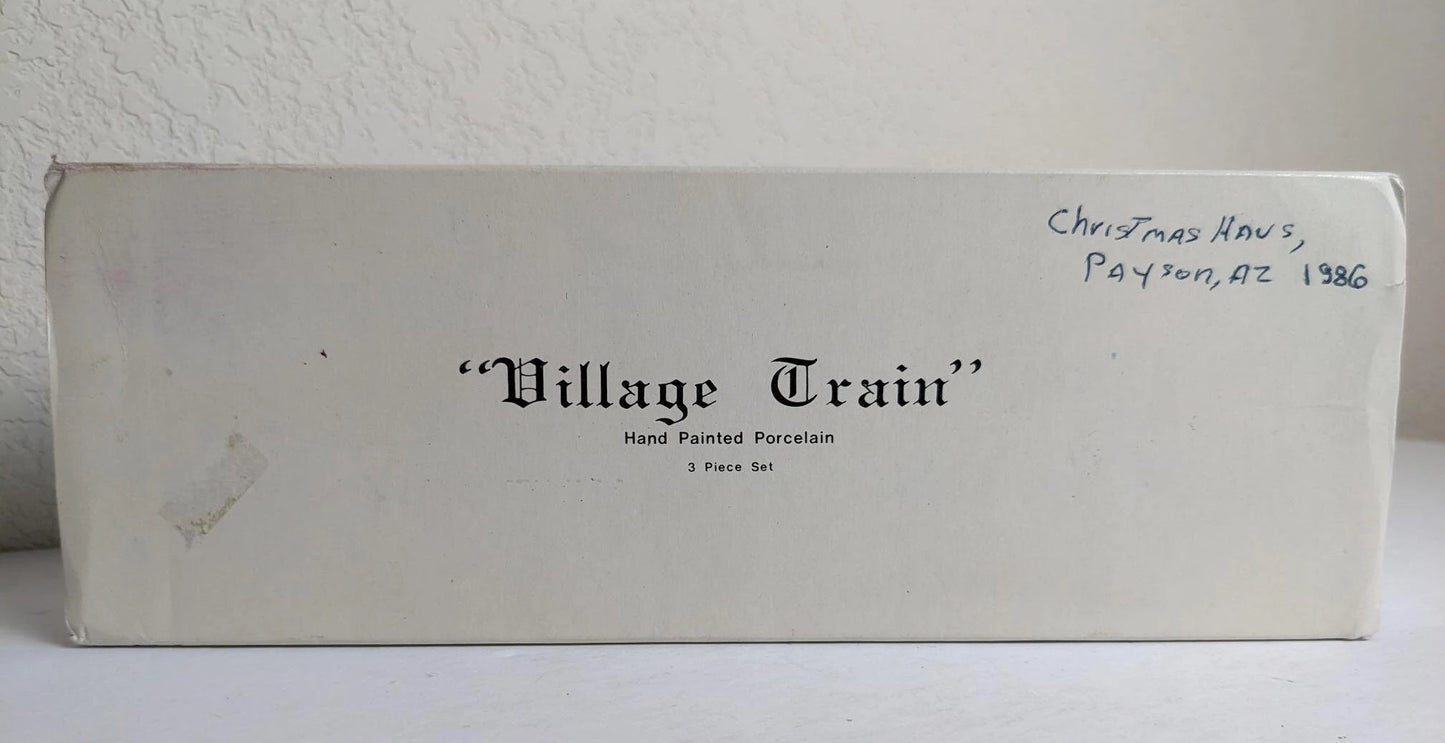 Christmas Haus,
Payson, AZ 1986
“Village Train”
Hand Painted Porcelain
3 Piece Set